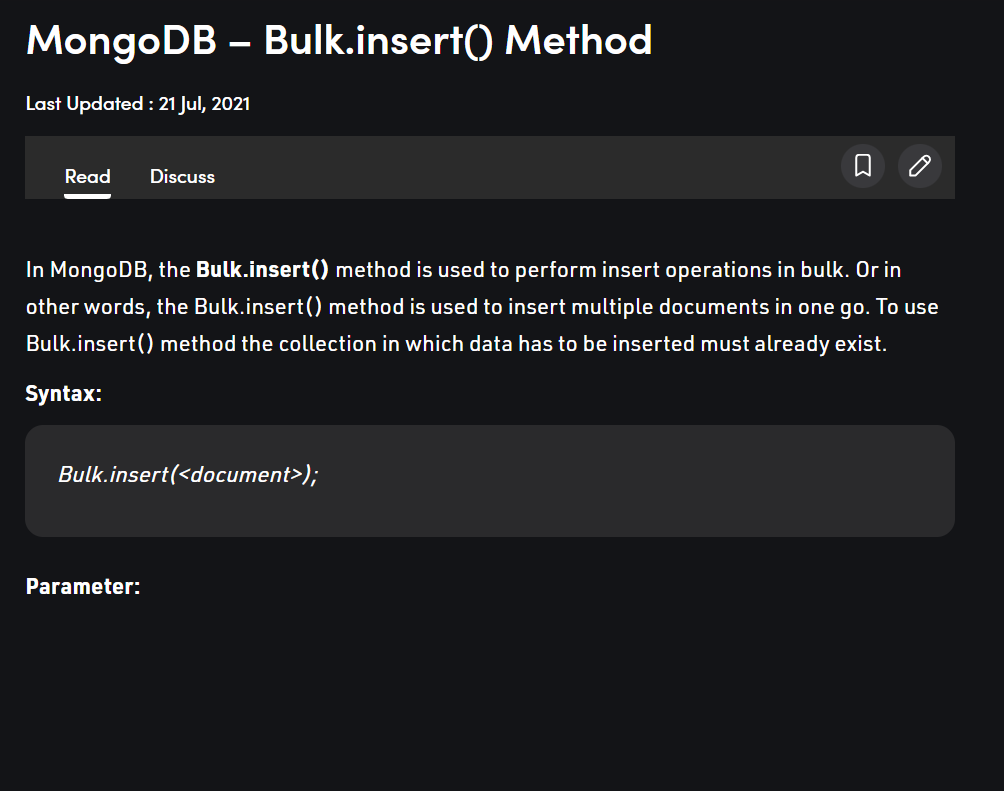 MongoDB – Bulk.insert() Method
Last Updated : 21 Jul, 2021
Read Discuss
In MongoDB, the Bulk.insert() method is used to perform insert operations in bulk. Or in
other words, the Bulk.insert() method is used to insert multiple documents in one go. To use
Bulk.insert() method the collection in which data has to be inserted must already exist.
Syntax:
Bulk.insert(<document>);
Parameter: